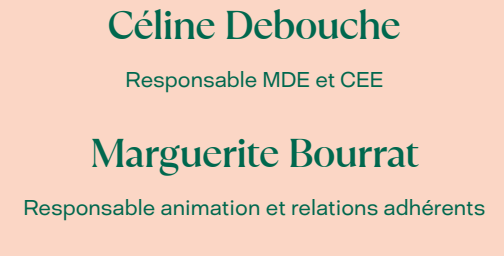 Céline Debouche
Responsable MDE et CEE
Marguerite Bourrat
Responsable animation et relations adhérents